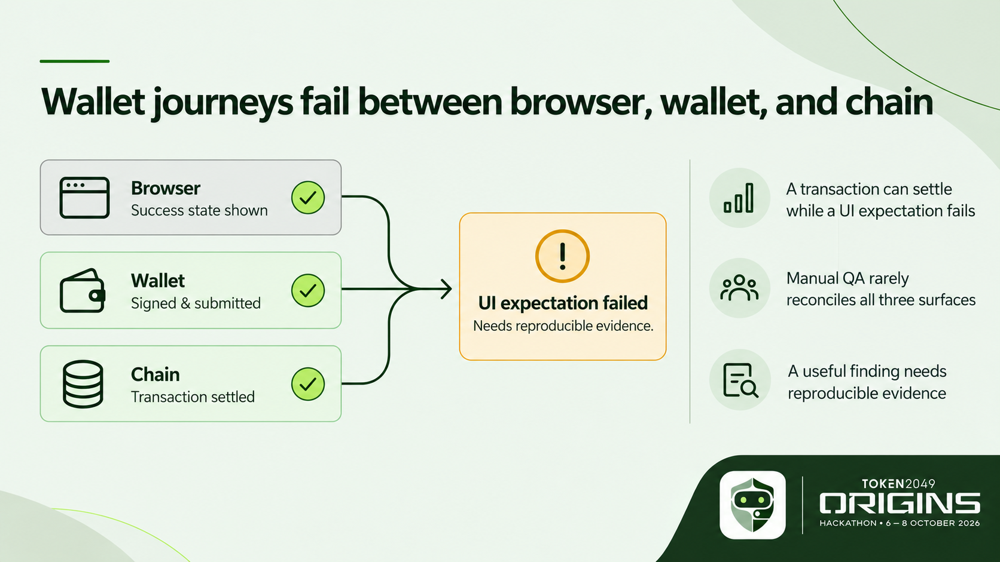 Wallet journeys fail between browser, wallet, and chain
Browser
Success state shown
Wallet
Signed & submitted
Chain
Transaction settled
UI expectation failed
Needs reproducible evidence.
A transaction can settle
while a UI expectation fails
Manual QA rarely
reconciles all three surfaces
A useful finding needs
reproducible evidence
TOKEN2049
ORIGINS
HACKATHON • 6 – 8 OCTOBER 2026